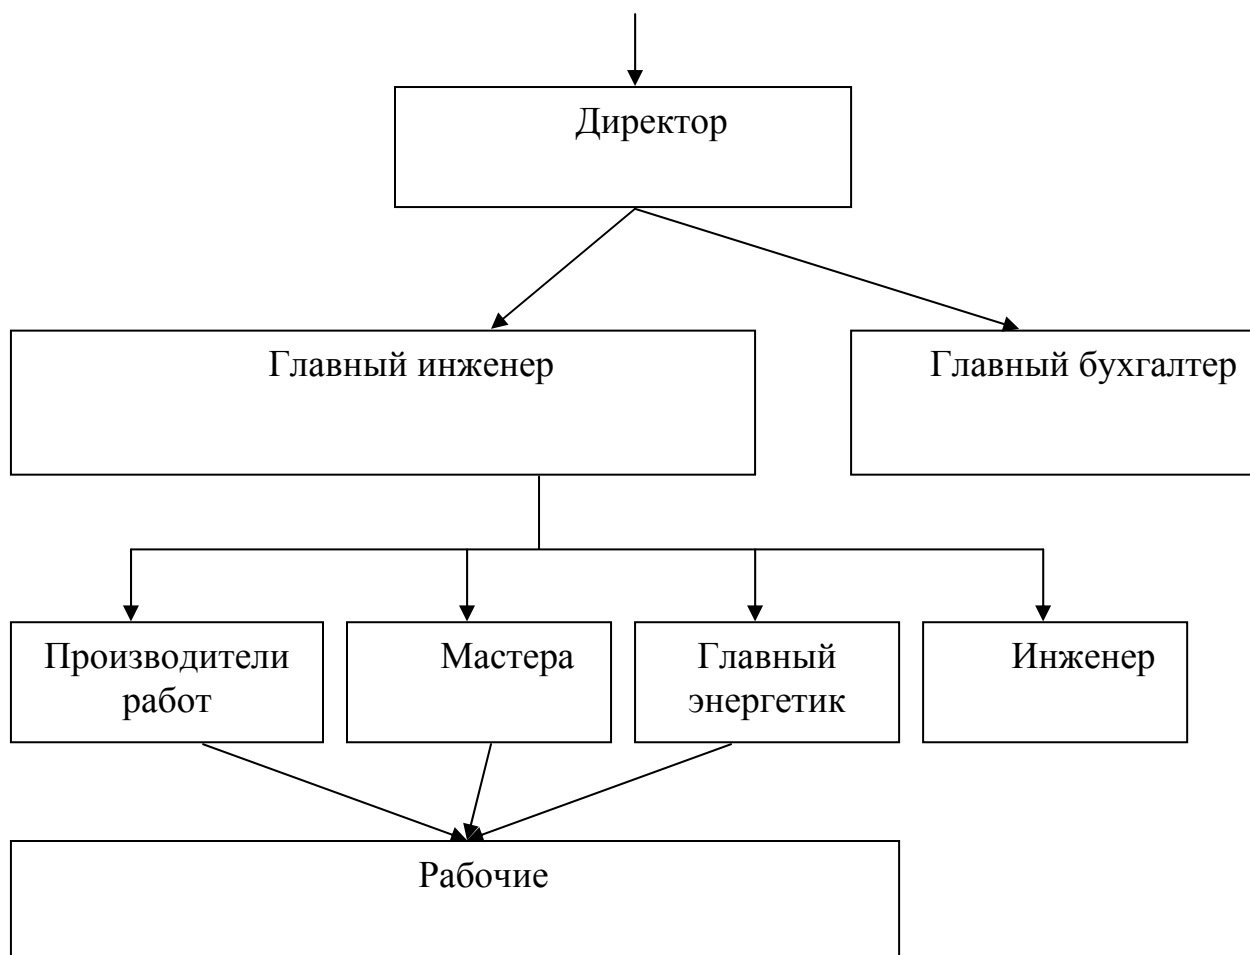 Директор
Главный инженер
Главный бухгалтер
Производители
работ
Мастера
Главный
энергетик
Инженер
Рабочие